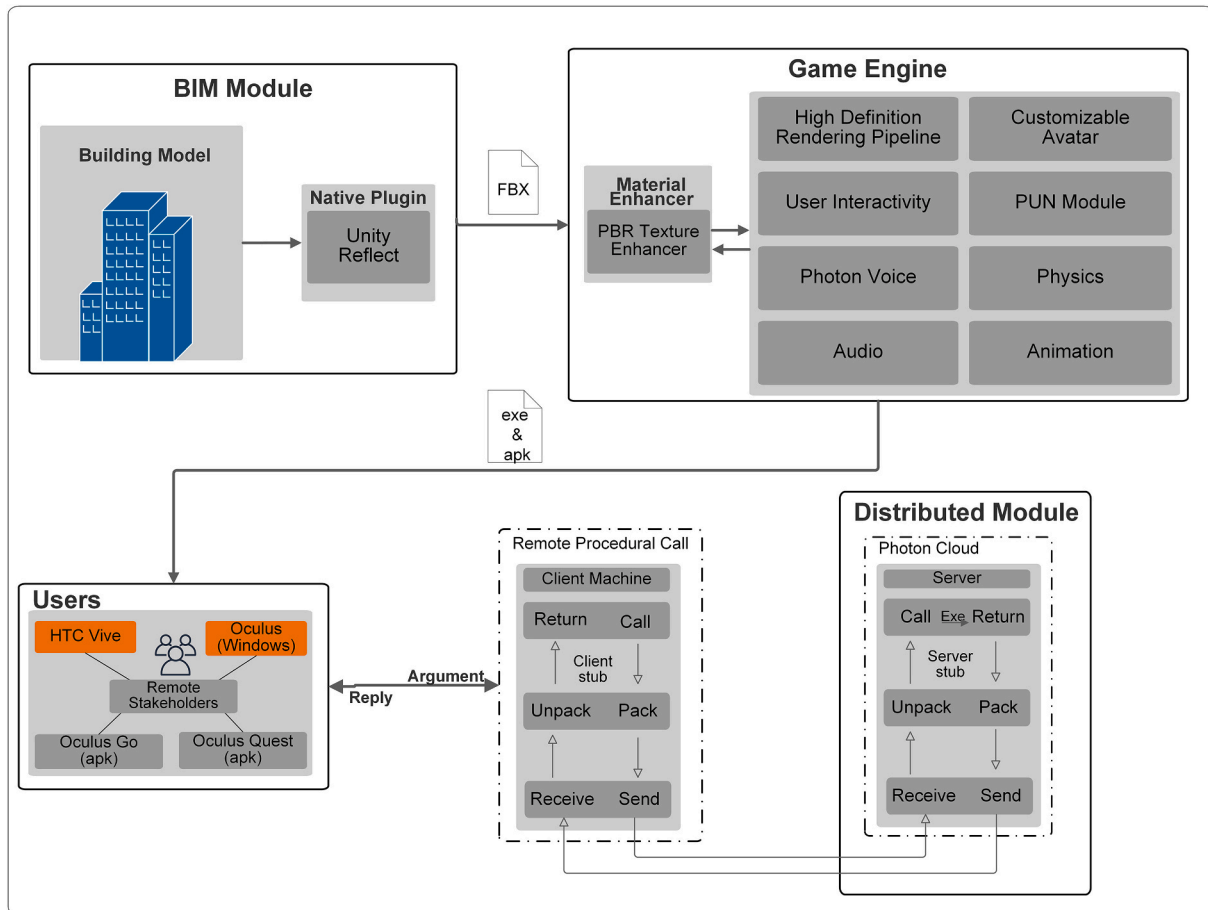 BIM Module
Building Model
Native Plugin
Unity
Reflect
FBX
Game Engine
Material
Enhancer
PBR Texture
Enhancer
High Definition
Rendering Pipeline
Customizable
Avatar
User Interactivity
PUN Module
Photon Voice
Physics
Audio
Animation
exe
&
apk
Users
HTC Vive
Oculus
(Windows)
Remote
Stakeholders
Oculus Go
(apk)
Oculus Quest
(apk)
Argument
Reply
Remote Procedural Call
Client Machine
Return
Call
Client
stub
Unpack
Pack
Receive
Send
Distributed Module
Photon Cloud
Server
Call
Exe
Return
Server
stub
Unpack
Pack
Receive
Send